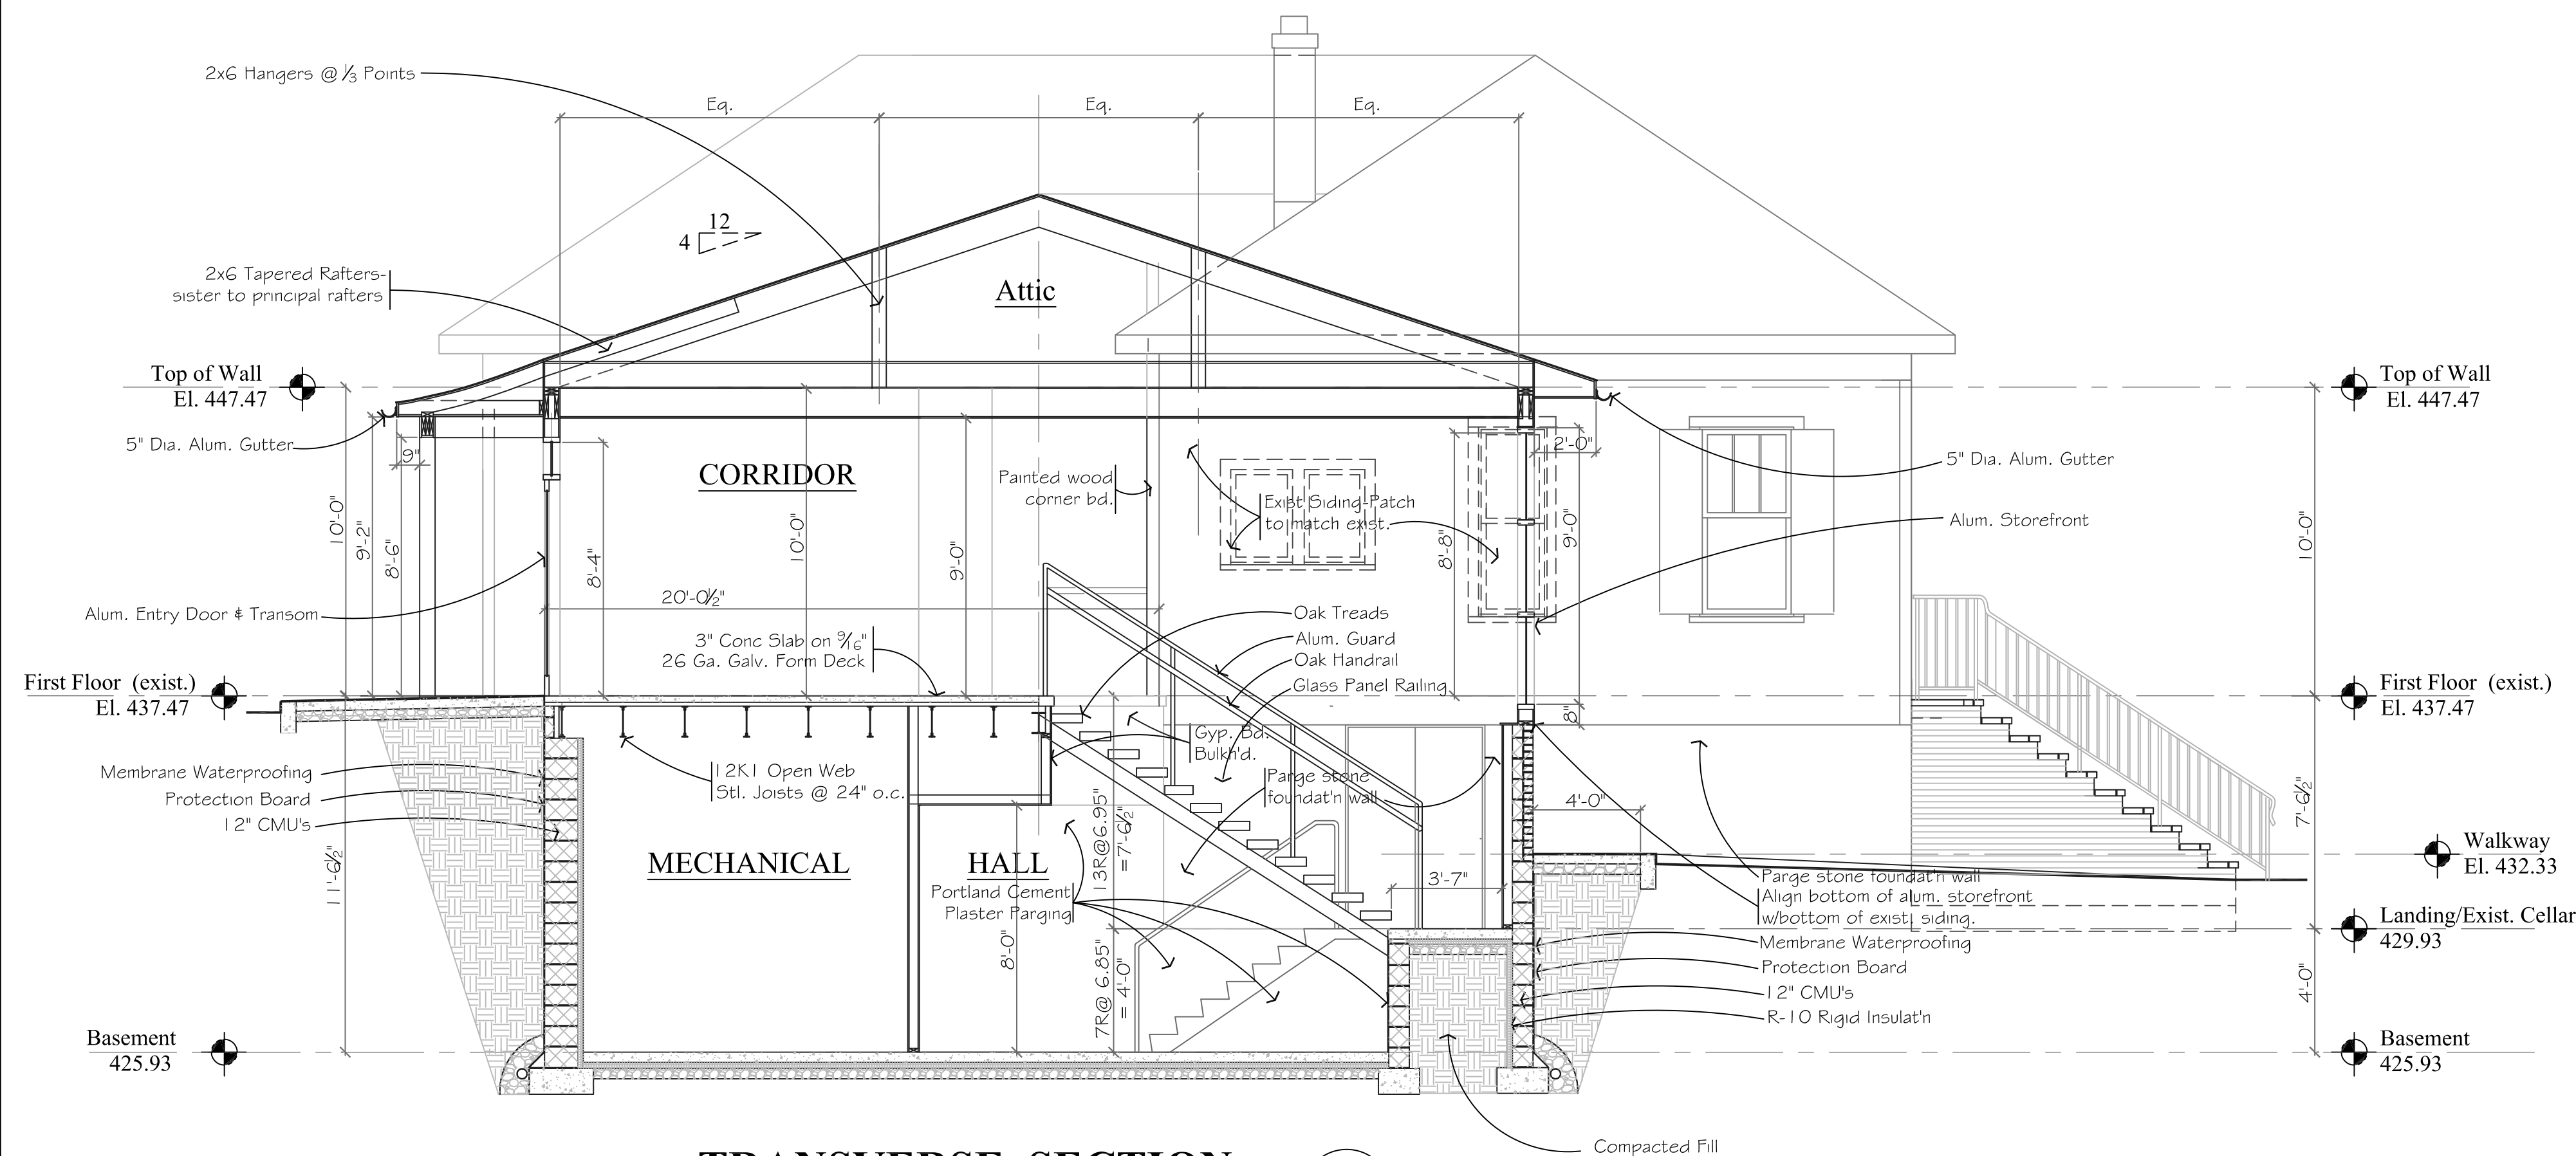 2x6 Hangers @ 1/3 Points
Eq.
Eq.
Eq.
12
4
2x6 Tapered Rafters-
sister to principal rafters
Attic
Top of Wall
El. 447.47
Top of Wall
El. 447.47
5" Dia. Alum. Gutter
9"
2'-0"
5" Dia. Alum. Gutter
CORRIDOR
Painted wood
corner bd.
Exist Siding-Patch
to match exist.
Alum. Storefront
10'-0"
9'-2"
8'-6"
8'-4"
10'-0"
9'-0"
8'-8"
9'-0"
10'-0"
20'-0 1/2"
Alum. Entry Door & Transom
3" Conc Slab on 9/16"
26 Ga. Galv. Form Deck
Oak Treads
Alum. Guard
Oak Handrail
Glass Panel Railing
First Floor (exist.)
El. 437.47
First Floor (exist.)
El. 437.47
8"
Gyp. Bd.
Bulkh'd.
12K1 Open Web
Stl. Joists @ 24" o.c.
Parge stone
foundat'n wall
Membrane Waterproofing
Protection Board
12" CMU's
4'-0"
7'-6 1/2"
11'-6 1/2"
MECHANICAL
HALL
13R@6.95"
=7'-6 1/2"
Portland Cement
Plaster Parging
3'-7"
Walkway
El. 432.33
Parge stone foundat'n wall
Align bottom of alum. storefront
w/bottom of exist. siding.
Landing/Exist. Cellar
429.93
Membrane Waterproofing
Protection Board
12" CMU's
R-10 Rigid Insulat'n
8'-0"
7R@ 6.85"
= 4'-0"
4'-0"
Basement
425.93
Basement
425.93
Compacted Fill
TRANSVERSE SECTION